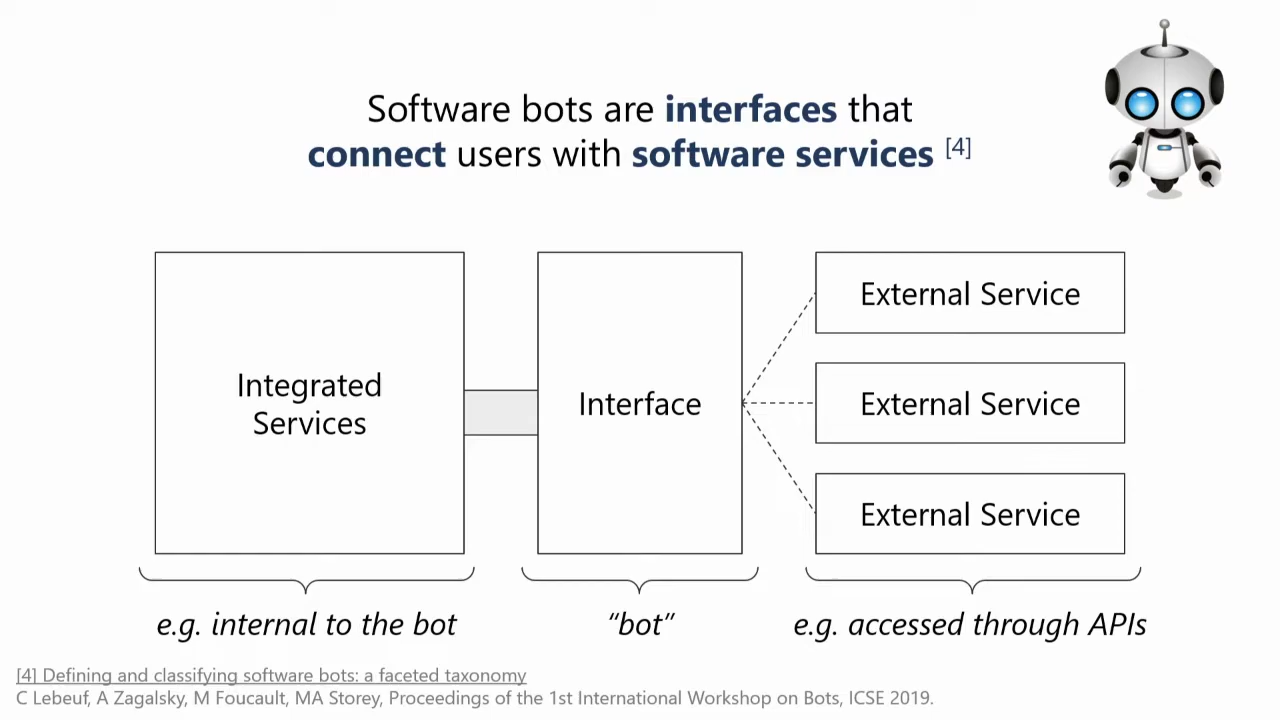 Software bots are interfaces that
connect users with software services [4]
Integrated
Services
Interface
External Service
External Service
External Service
e.g. internal to the bot
“bot”
e.g. accessed through APIs
[4] Defining and classifying software bots: a faceted taxonomy
C Lebeuf, A Zagalsky, M Foucault, MA Storey, Proceedings of the 1st International Workshop on Bots, ICSE 2019.